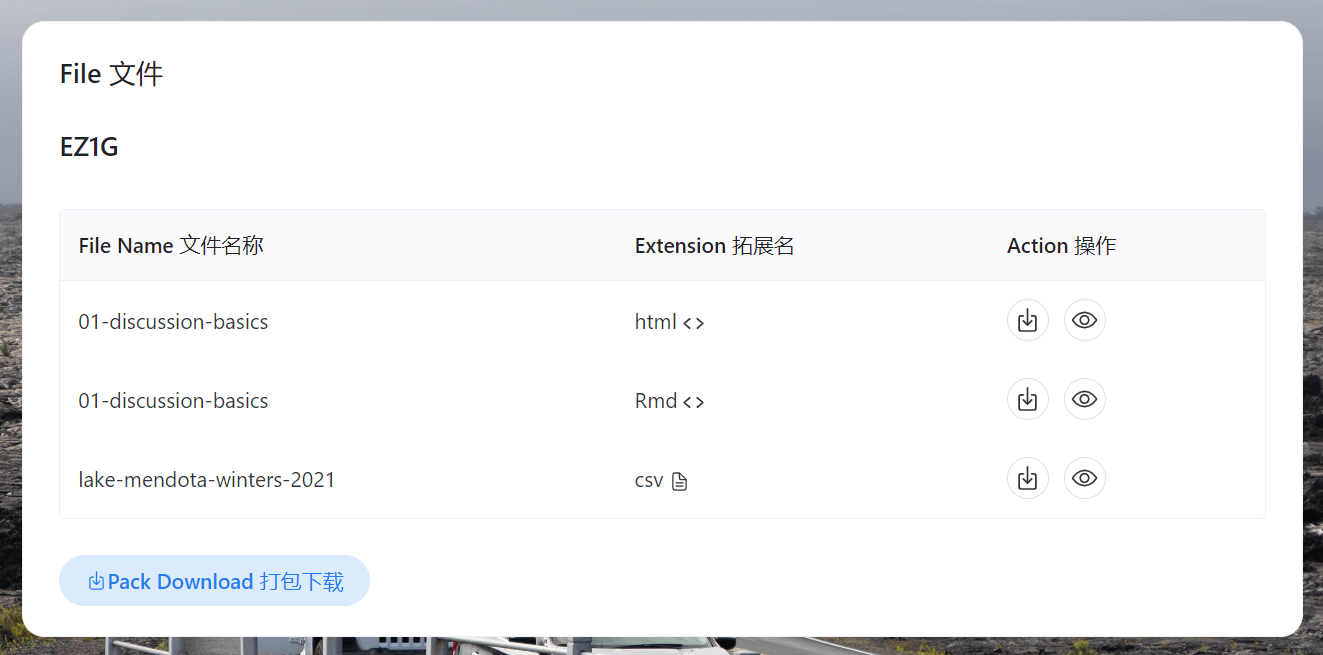 File 文件
EZ1G
File Name 文件名称 Extension 拓展名 Action 操作
01-discussion-basics html <>
01-discussion-basics Rmd <>
lake-mendota-winters-2021 csv
Pack Download 打包下载